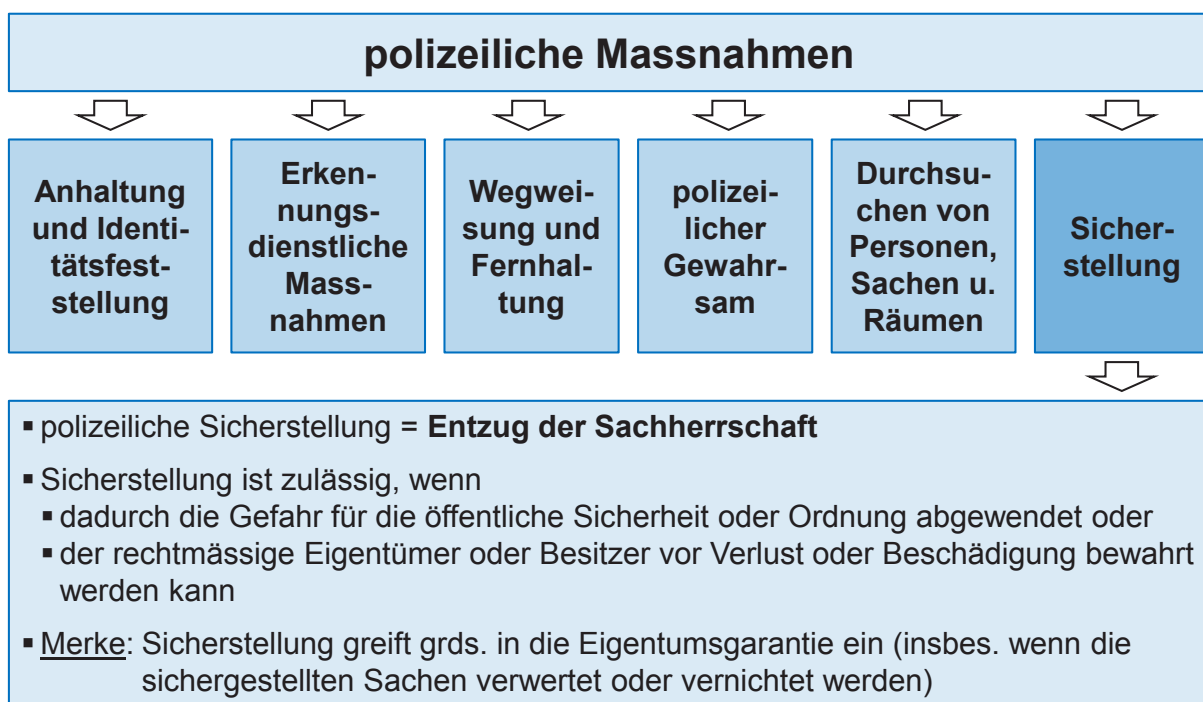 polizeiliche Massnahmen
Anhaltung
und Identi-
tätsfest-
stellung
Erken-
nungs-
dienstliche
Mass-
nahmen
Wegwei-
sung und
Fernhal-
tung
polizei-
licher
Gewahr-
sam
Durchsu-
chen von
Personen,
Sachen u.
Räumen
Sicher-
stellung
▪ polizeiliche Sicherstellung = Entzug der Sachherrschaft
▪ Sicherstellung ist zulässig, wenn
▪ dadurch die Gefahr für die öffentliche Sicherheit oder Ordnung abgewendet oder
▪ der rechtmässige Eigentümer oder Besitzer vor Verlust oder Beschädigung bewahrt
werden kann
▪ Merke: Sicherstellung greift grds. in die Eigentumsgarantie ein (insbes. wenn die
sichergestellten Sachen verwertet oder vernichtet werden)